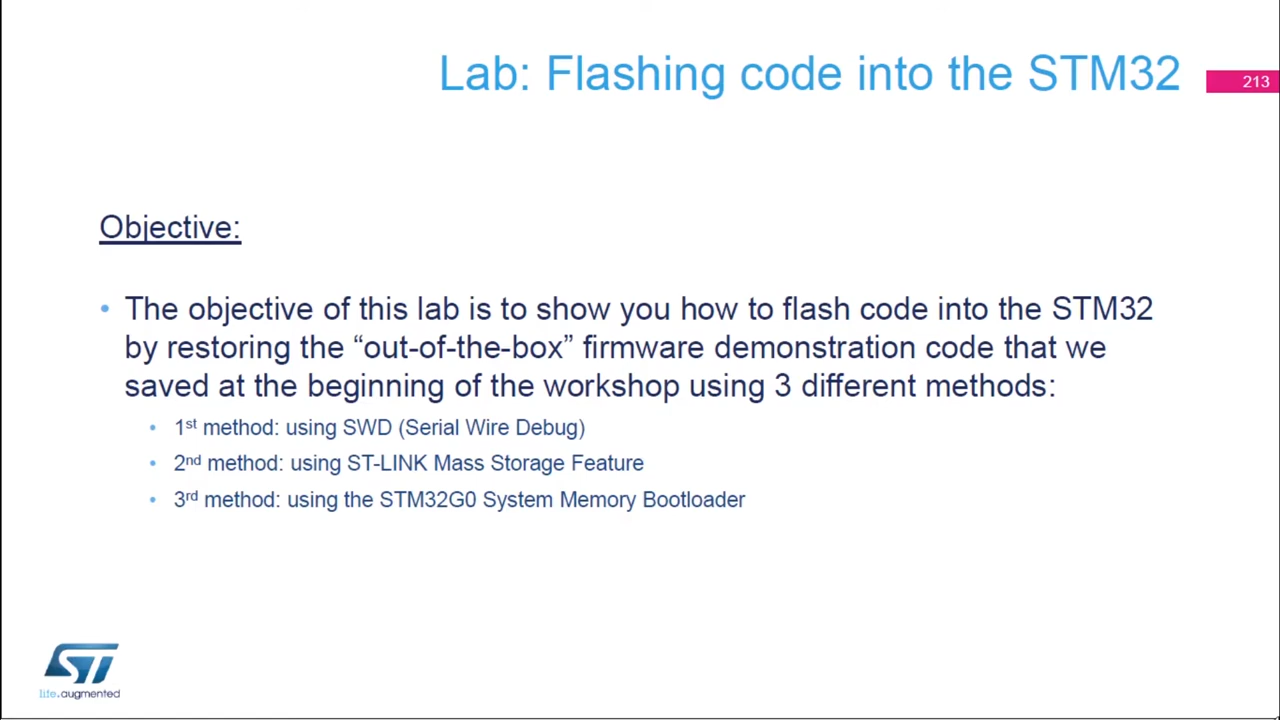 Lab: Flashing code into the STM32
213
Objective:
• The objective of this lab is to show you how to flash code into the STM32
by restoring the “out-of-the-box” firmware demonstration code that we
saved at the beginning of the workshop using 3 different methods:
• 1st method: using SWD (Serial Wire Debug)
• 2nd method: using ST-LINK Mass Storage Feature
• 3rd method: using the STM32G0 System Memory Bootloader
ST
life.augmented